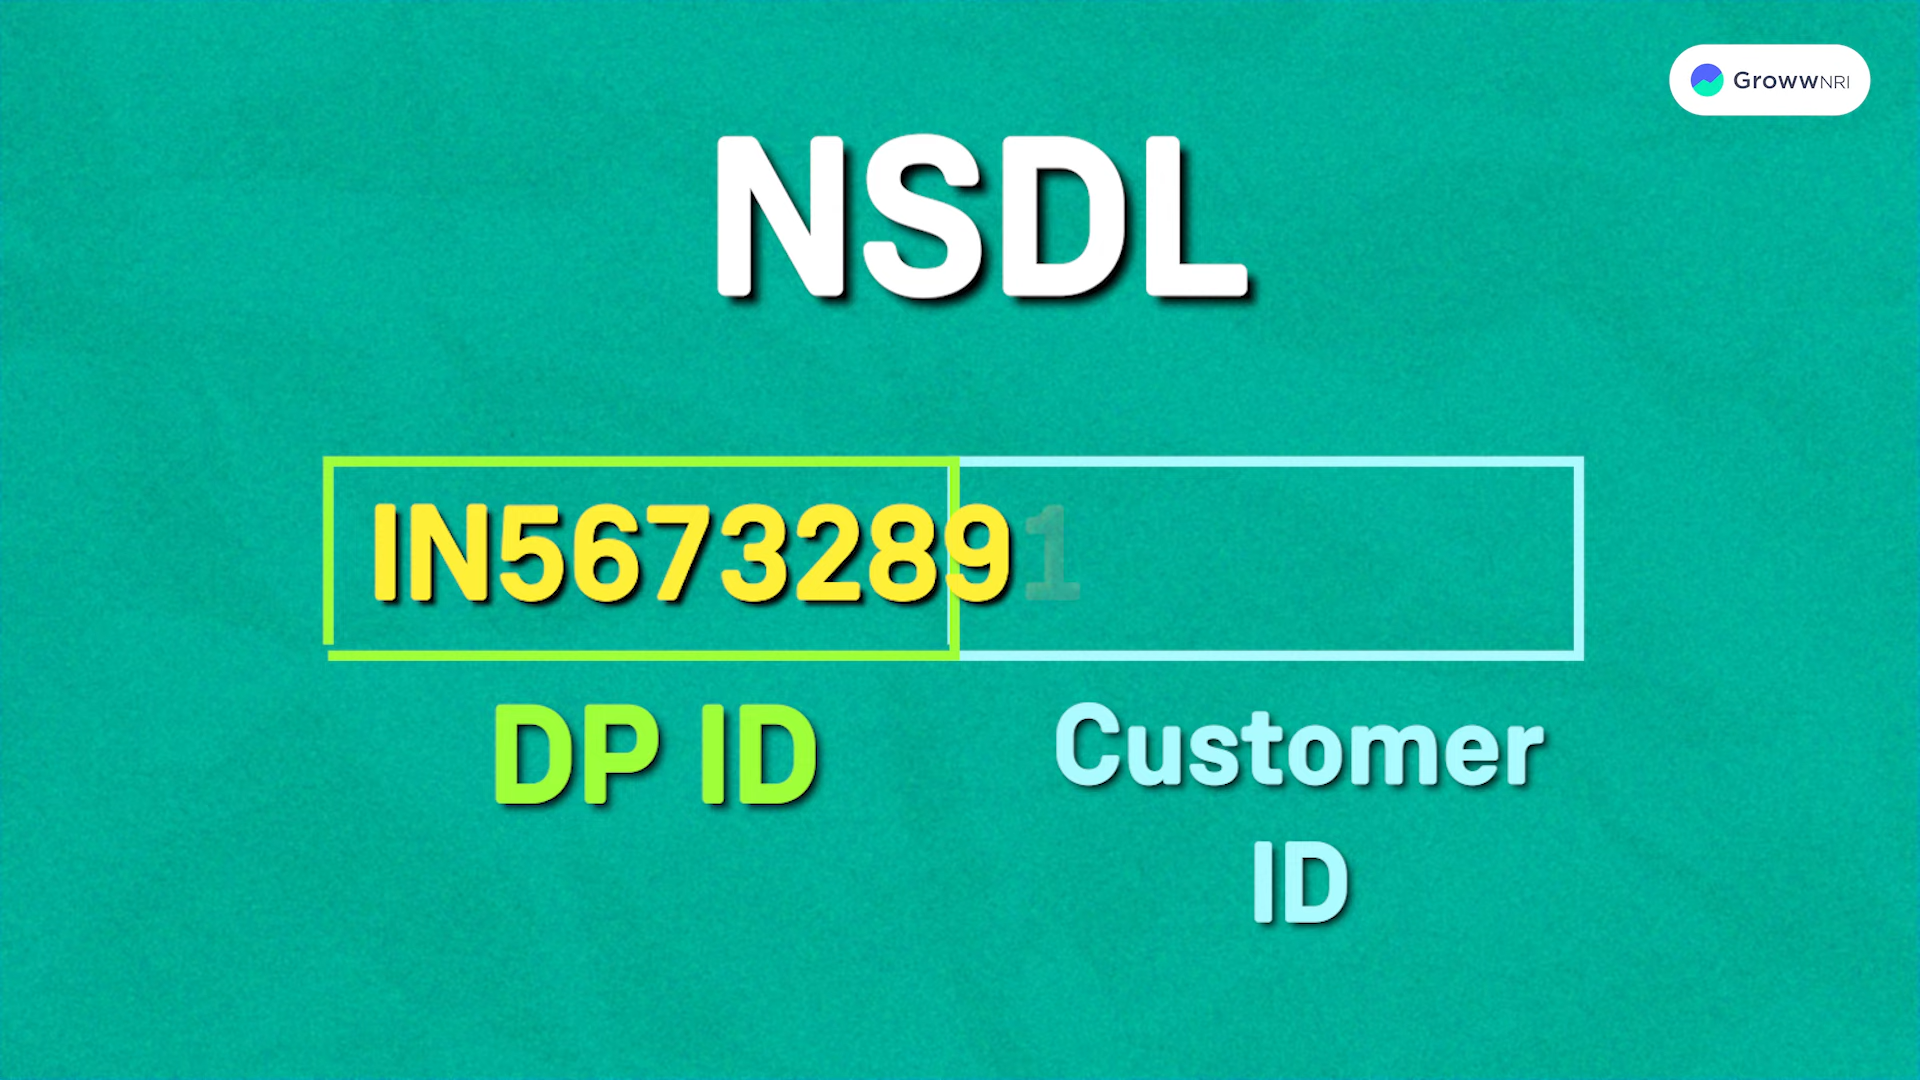 GrowwNRI
NSDL
IN56732891
DP ID
Customer
ID